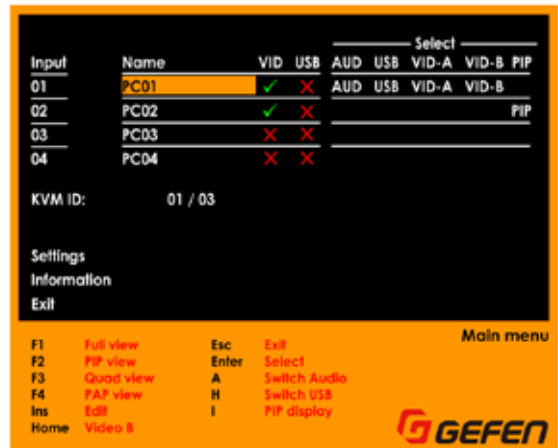 Select
Input Name VID USB AUD USB VID-A VID-B PIP
01 PC01 AUD USB VID-A VID-B
02 PC02 PIP
03 PC03
04 PC04
KVM ID: 01 / 03
Settings
Information
Exit
Main menu
F1 Full view Esc Exit
F2 PIP view Enter Select
F3 Quad view A Switch Audio
F4 PAP view H Switch USB
Ins Edit I PIP display
Home Video B
GEFEN